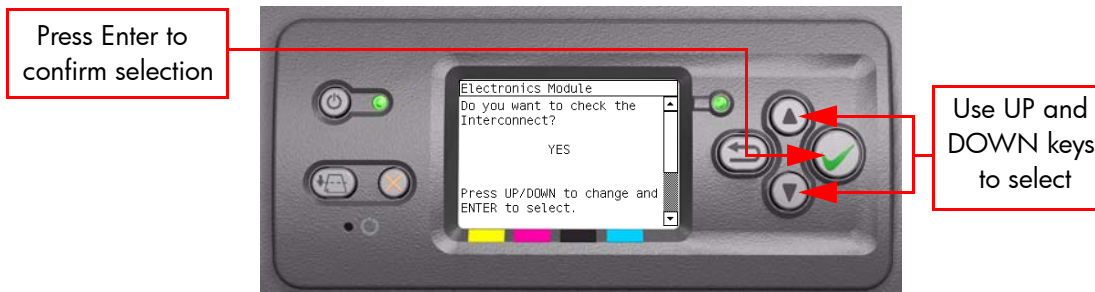 Press Enter to
confirm selection
Electronics Module
Do you want to check the
Interconnect?
YES
Press UP/DOWN to change and
ENTER to select.
Use UP and
DOWN keys
to select